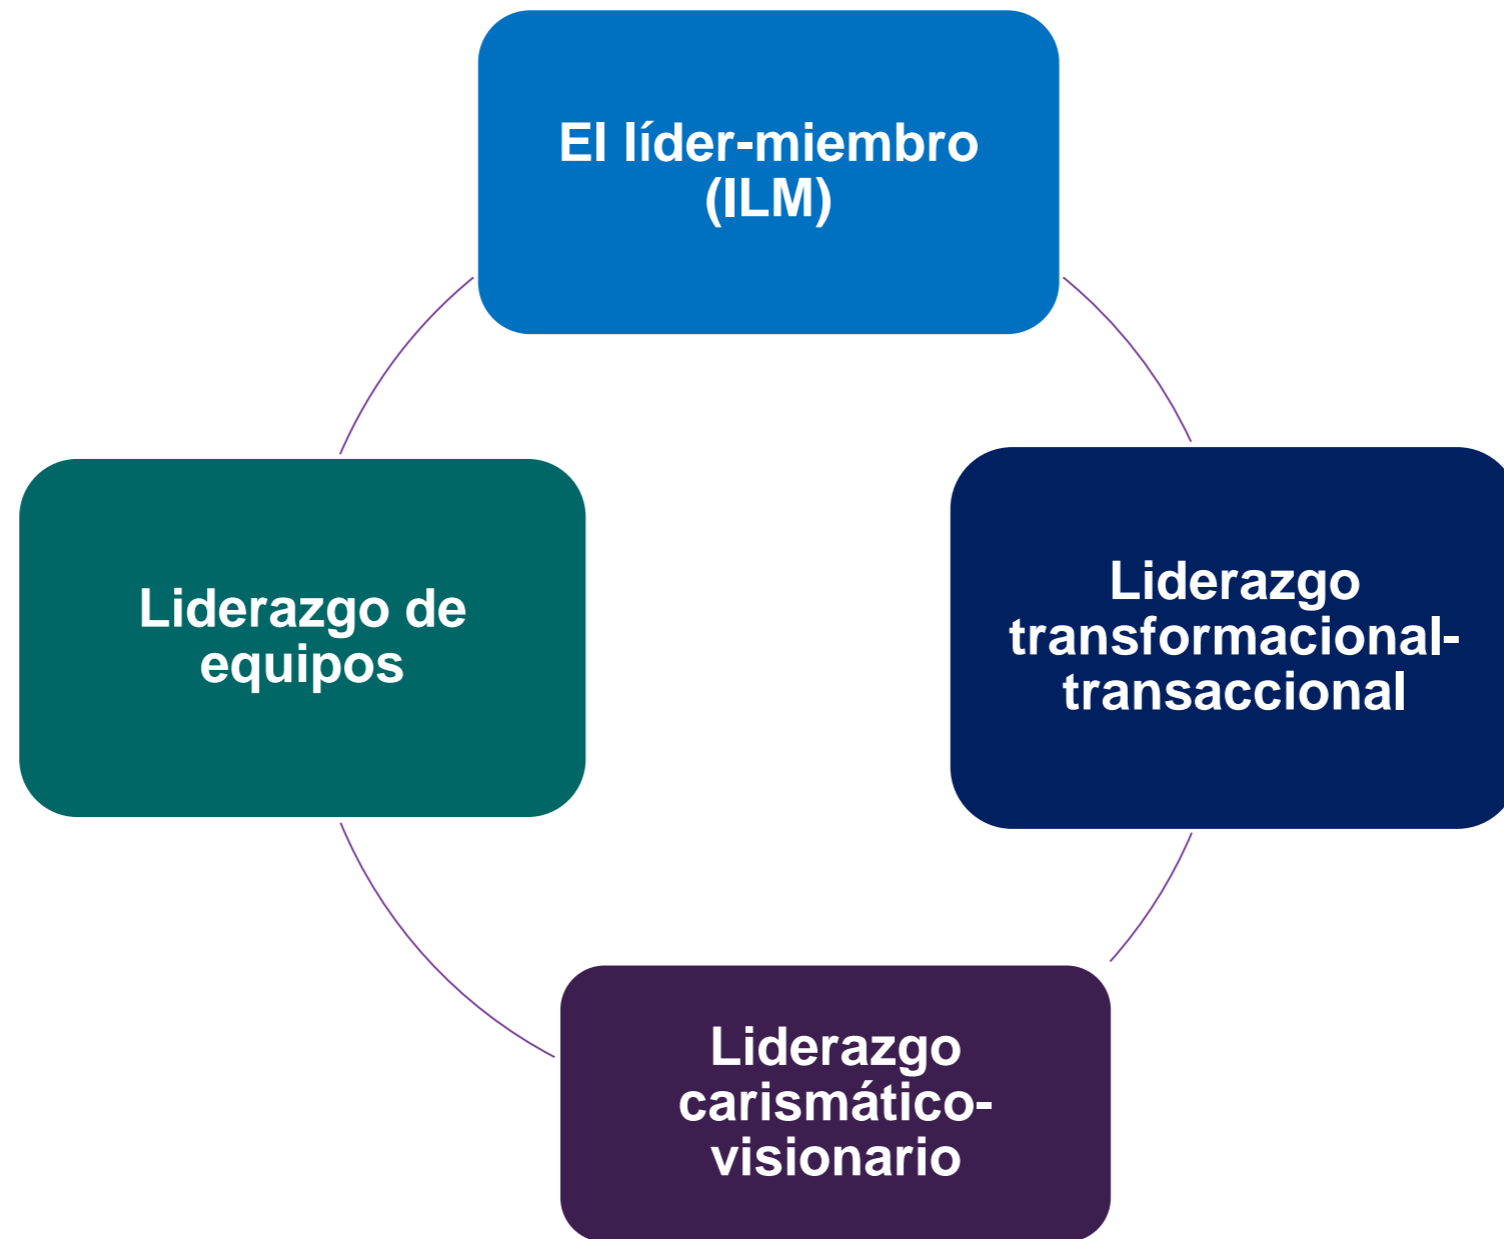 El líder-miembro
(ILM)
Liderazgo de
equipos
Liderazgo
transformacional-
transaccional
Liderazgo
carismático-
visionario